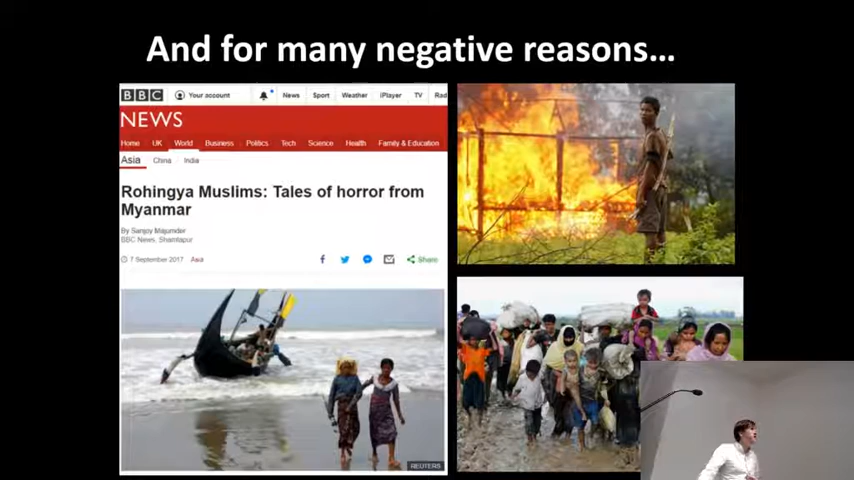 And for many negative reasons...
BBC Your account News Sport Weather iPlayer TV Rad
NEWS
Home UK World Business Politics Tech Science Health Family & Education
Asia China India
Rohingya Muslims: Tales of horror from
Myanmar
By Sanjoy Majumder
BBC News, Shamlapur
7 September 2017 Asia
Share
REUTERS